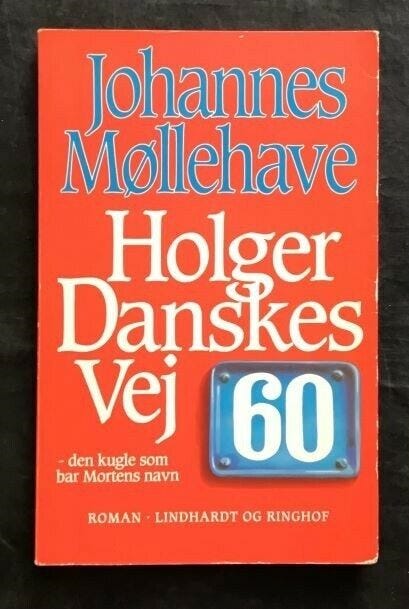 Johannes
Møllehave
Holger
Danskes
Vej
60
- den kugle som
bar Mortens navn
ROMAN · LINDHARDT OG RINGHOF